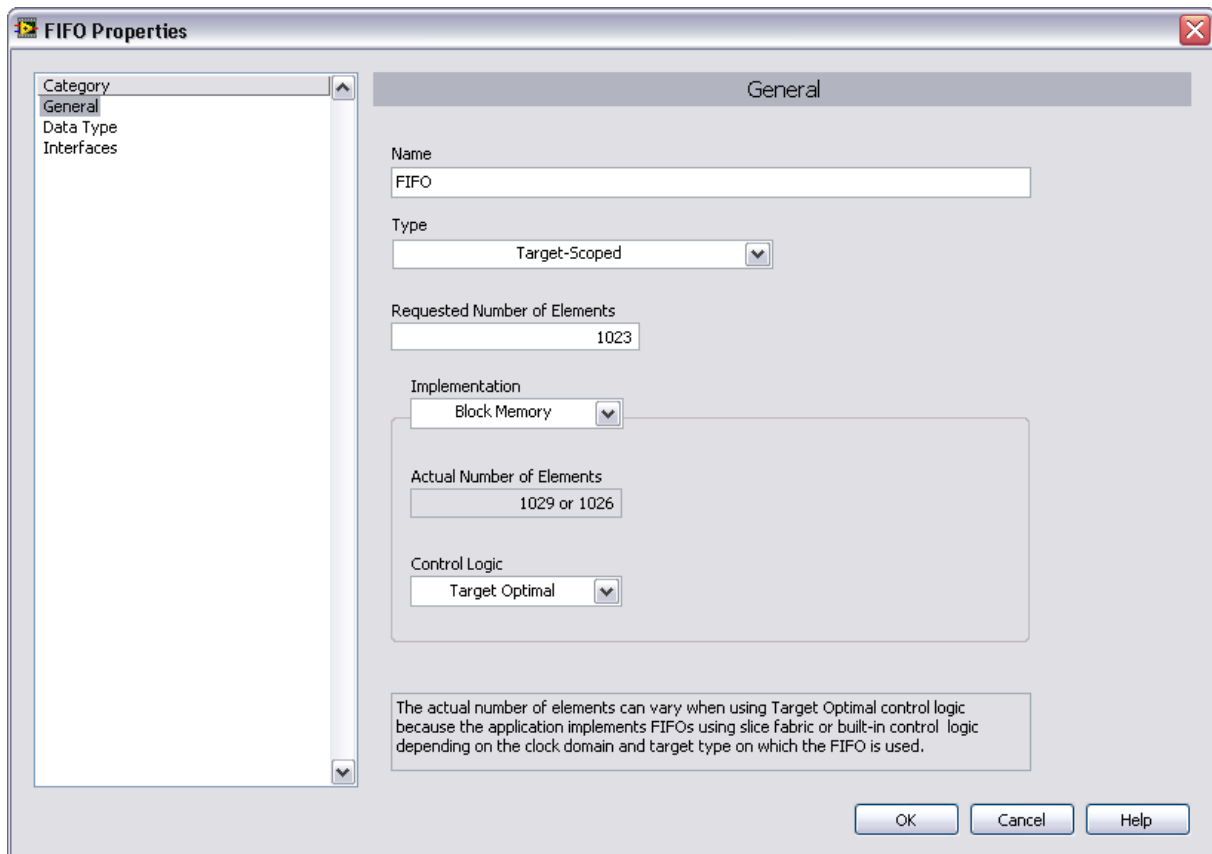 FIFO Properties
Category
General
Data Type
Interfaces
General
Name
FIFO
Type
Target-Scoped
Requested Number of Elements
1023
Implementation
Block Memory
Actual Number of Elements
1029 or 1026
Control Logic
Target Optimal
The actual number of elements can vary when using Target Optimal control logic
because the application implements FIFOs using slice fabric or built-in control logic
depending on the clock domain and target type on which the FIFO is used.
OK
Cancel
Help